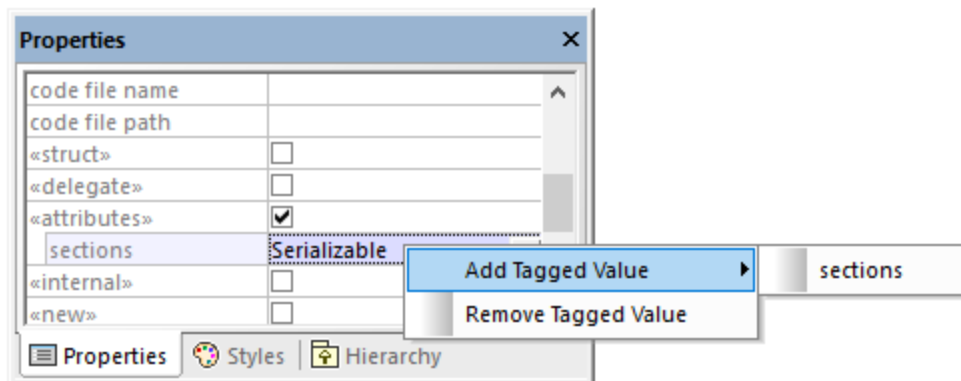 Properties
code file name
code file path
«struct»
«delegate»
«attributes»
sections Serializable
Add Tagged Value sections
«internal»
Remove Tagged Value
«new»
Properties Styles Hierarchy